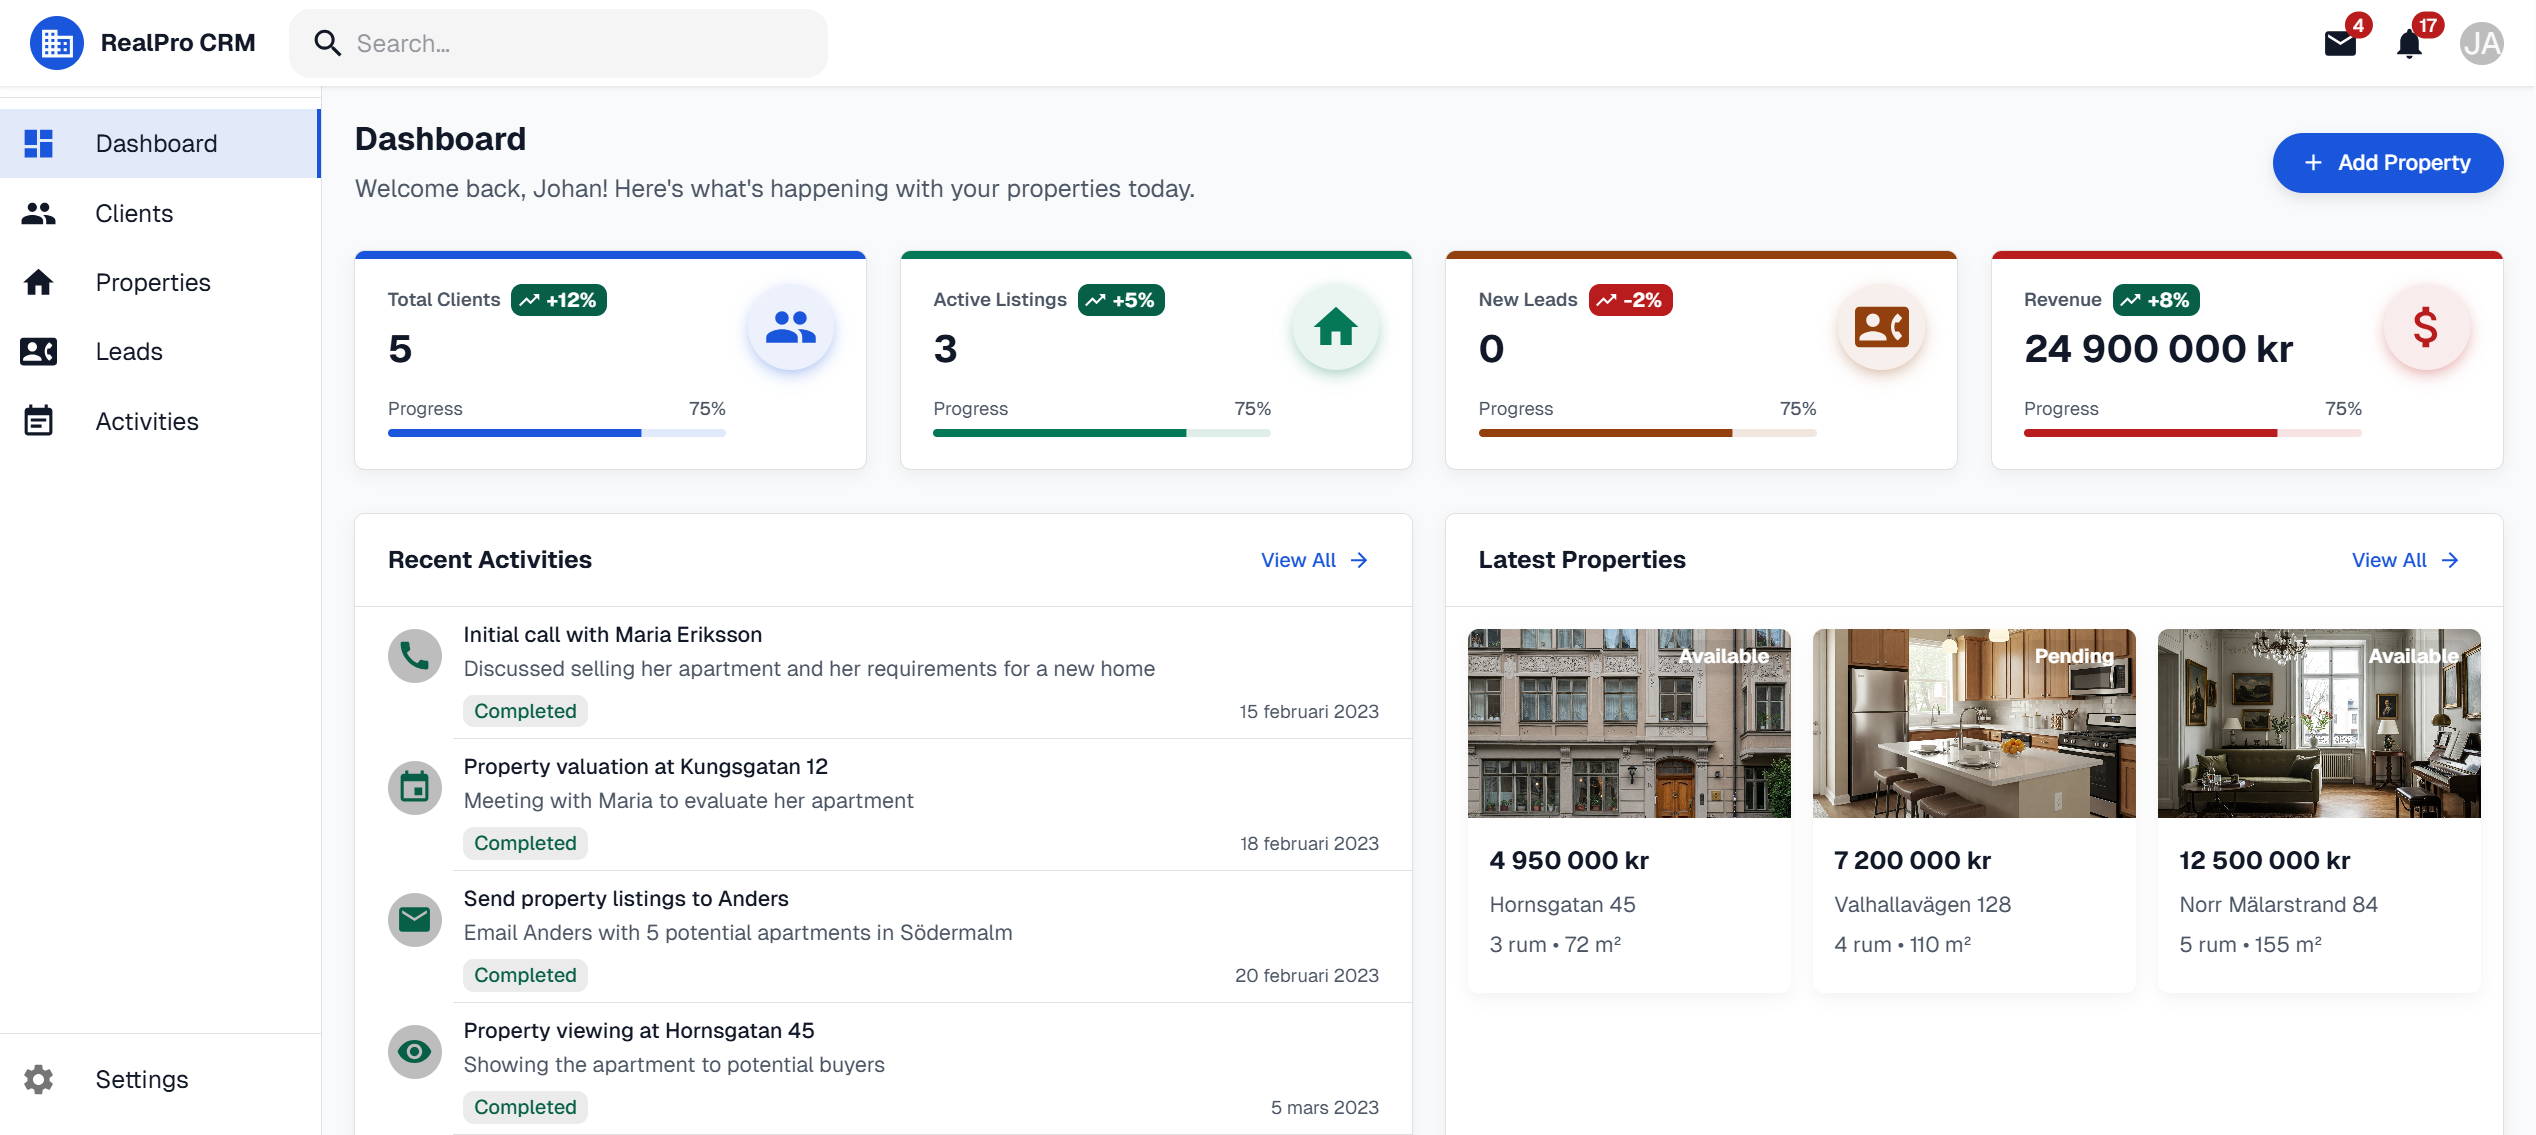 RealPro CRM
Search...
4
17
JA
Dashboard
Clients
Properties
Leads
Activities
Settings
Dashboard
Welcome back, Johan! Here's what's happening with your properties today.
+ Add Property
Total Clients +12%
5
Progress 75%
Active Listings +5%
3
Progress 75%
New Leads -2%
0
Progress 75%
Revenue +8%
24 900 000 kr
Progress 75%
Recent Activities
View All →
Initial call with Maria Eriksson
Discussed selling her apartment and her requirements for a new home
Completed
15 februari 2023
Property valuation at Kungsgatan 12
Meeting with Maria to evaluate her apartment
Completed
18 februari 2023
Send property listings to Anders
Email Anders with 5 potential apartments in Södermalm
Completed
20 februari 2023
Property viewing at Hornsgatan 45
Showing the apartment to potential buyers
Completed
5 mars 2023
Latest Properties
View All →
Available
4 950 000 kr
Hornsgatan 45
3 rum • 72 m²
Pending
7 200 000 kr
Valhallavägen 128
4 rum • 110 m²
Available
12 500 000 kr
Norr Mälarstrand 84
5 rum • 155 m²